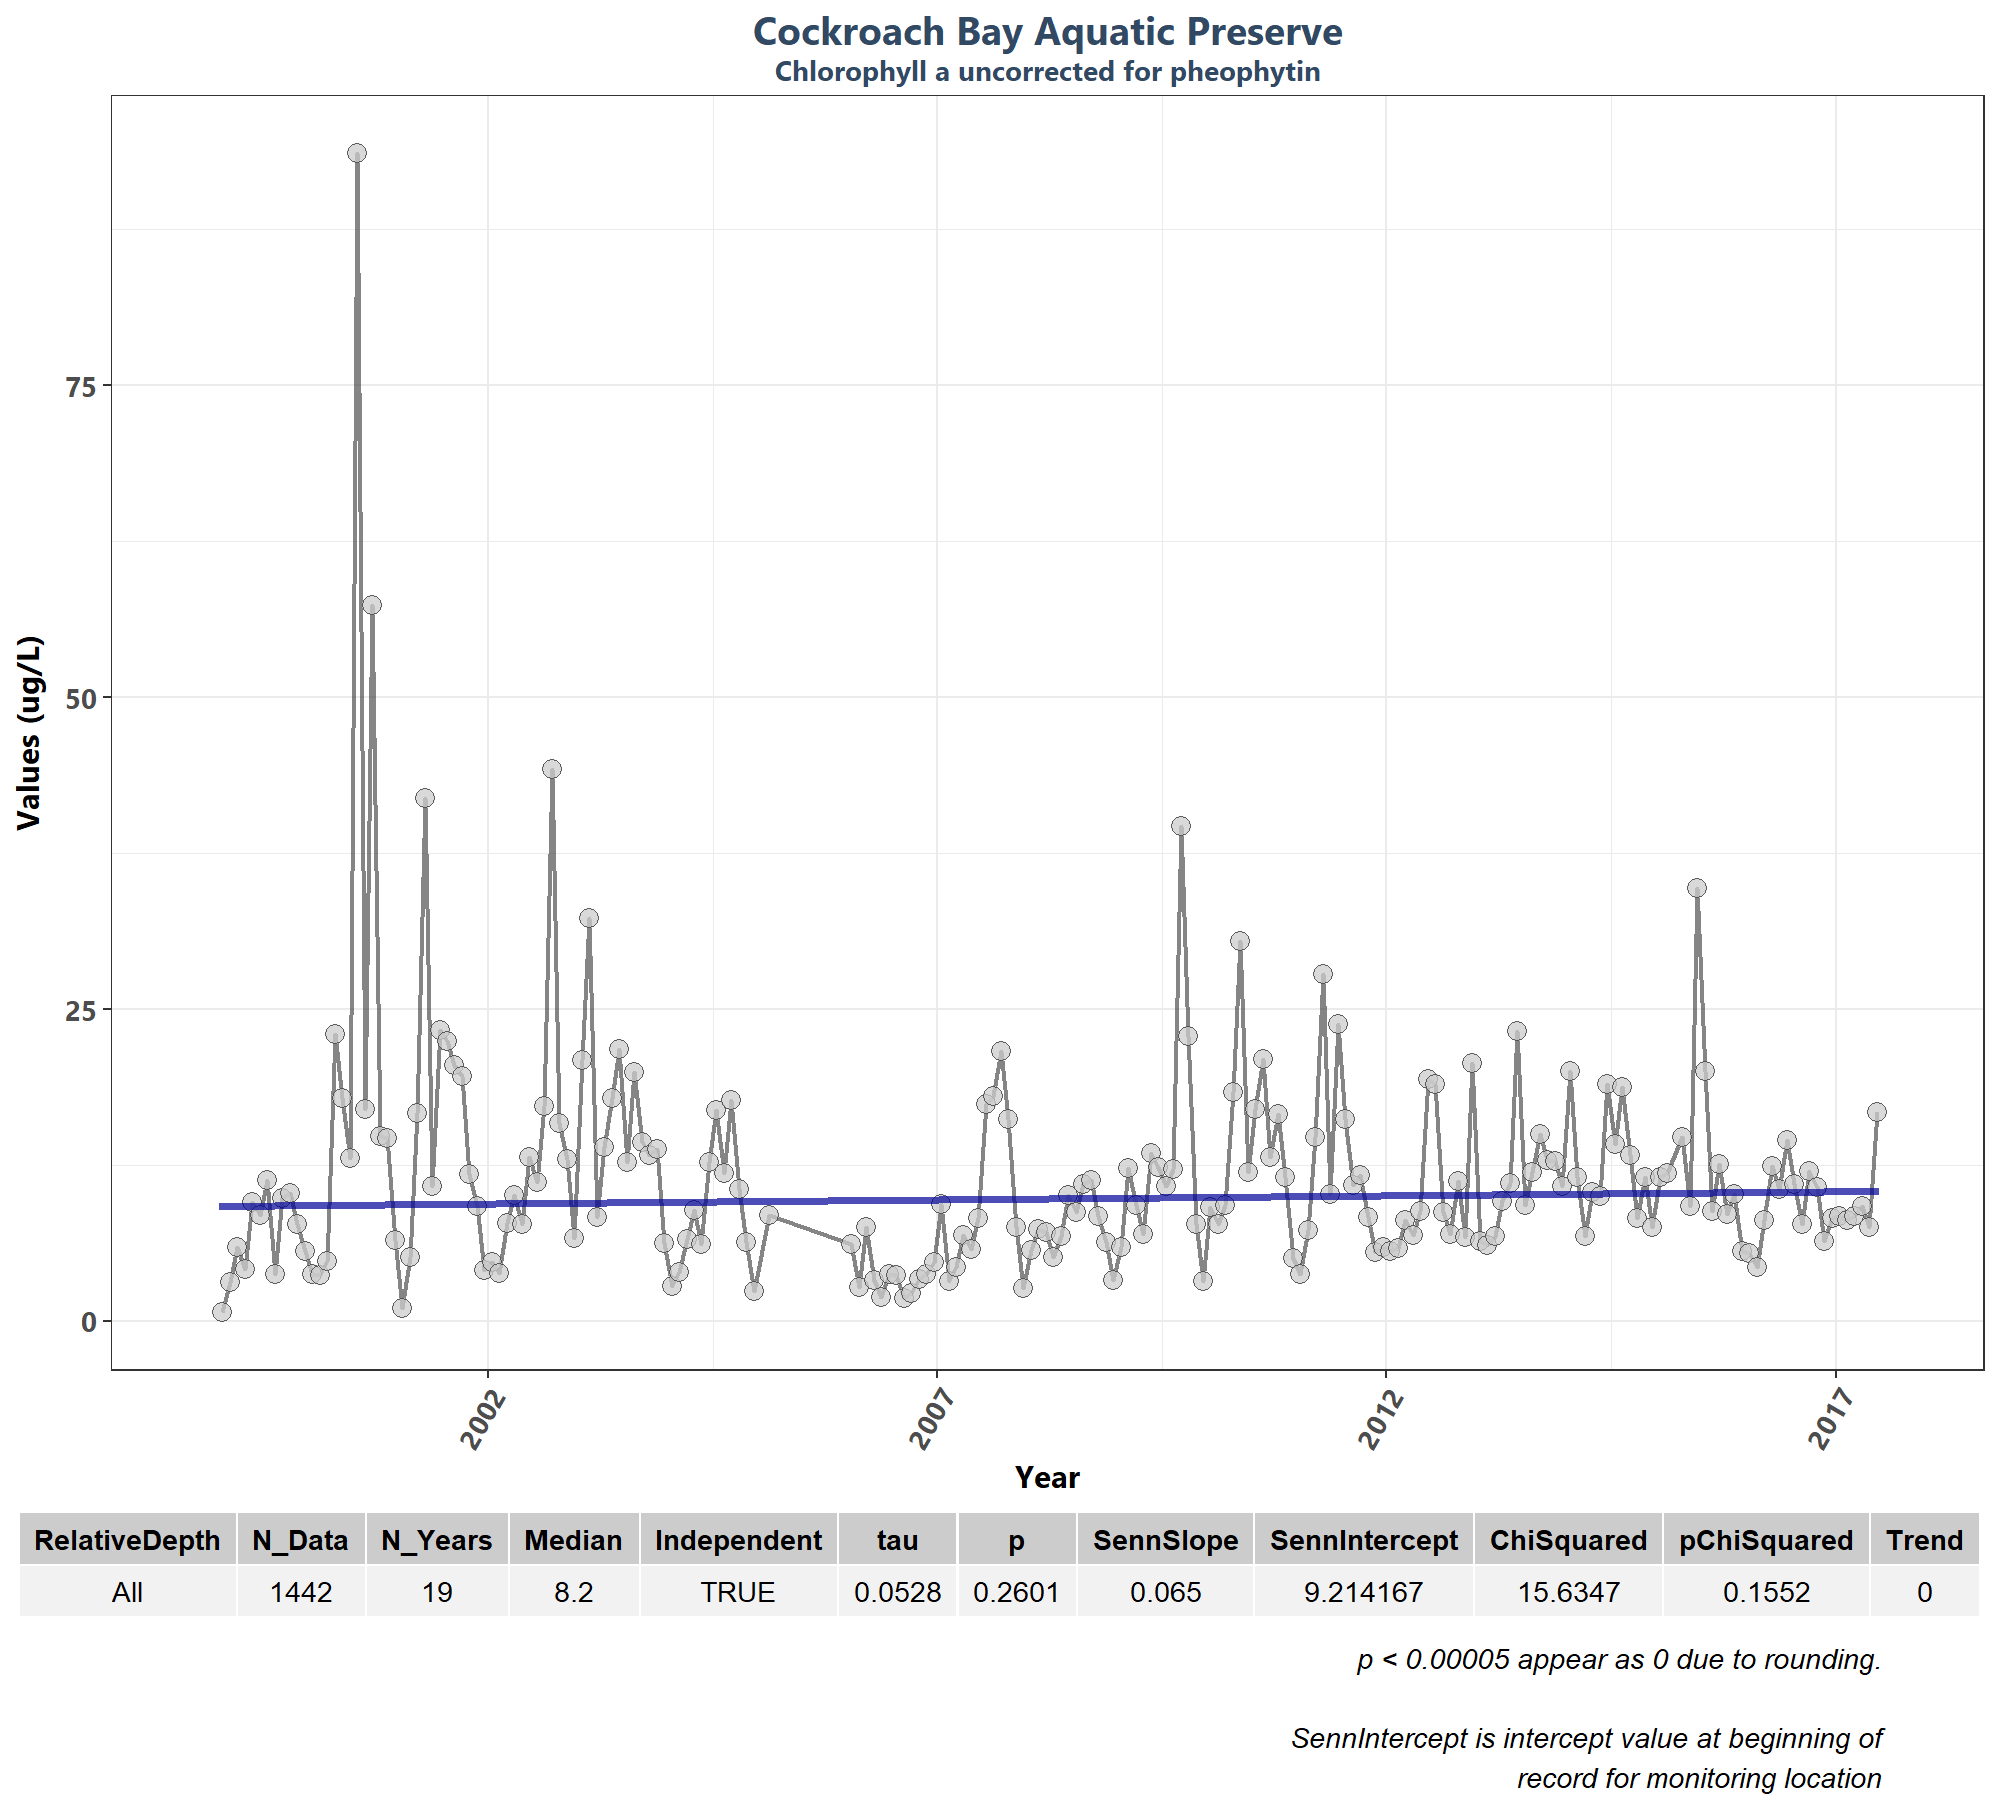 Cockroach Bay Aquatic Preserve
Chlorophyll a uncorrected for pheophytin
Values (ug/L)
75
50
25
0
2002 2007 2012 2017
Year
RelativeDepth N_Data N_Years Median Independent tau p SennSlope SennIntercept ChiSquared pChiSquared Trend
All 1442 19 8.2 TRUE 0.0528 0.2601 0.065 9.214167 15.6347 0.1552 0
p < 0.00005 appear as 0 due to rounding.
SennIntercept is intercept value at beginning of
record for monitoring location